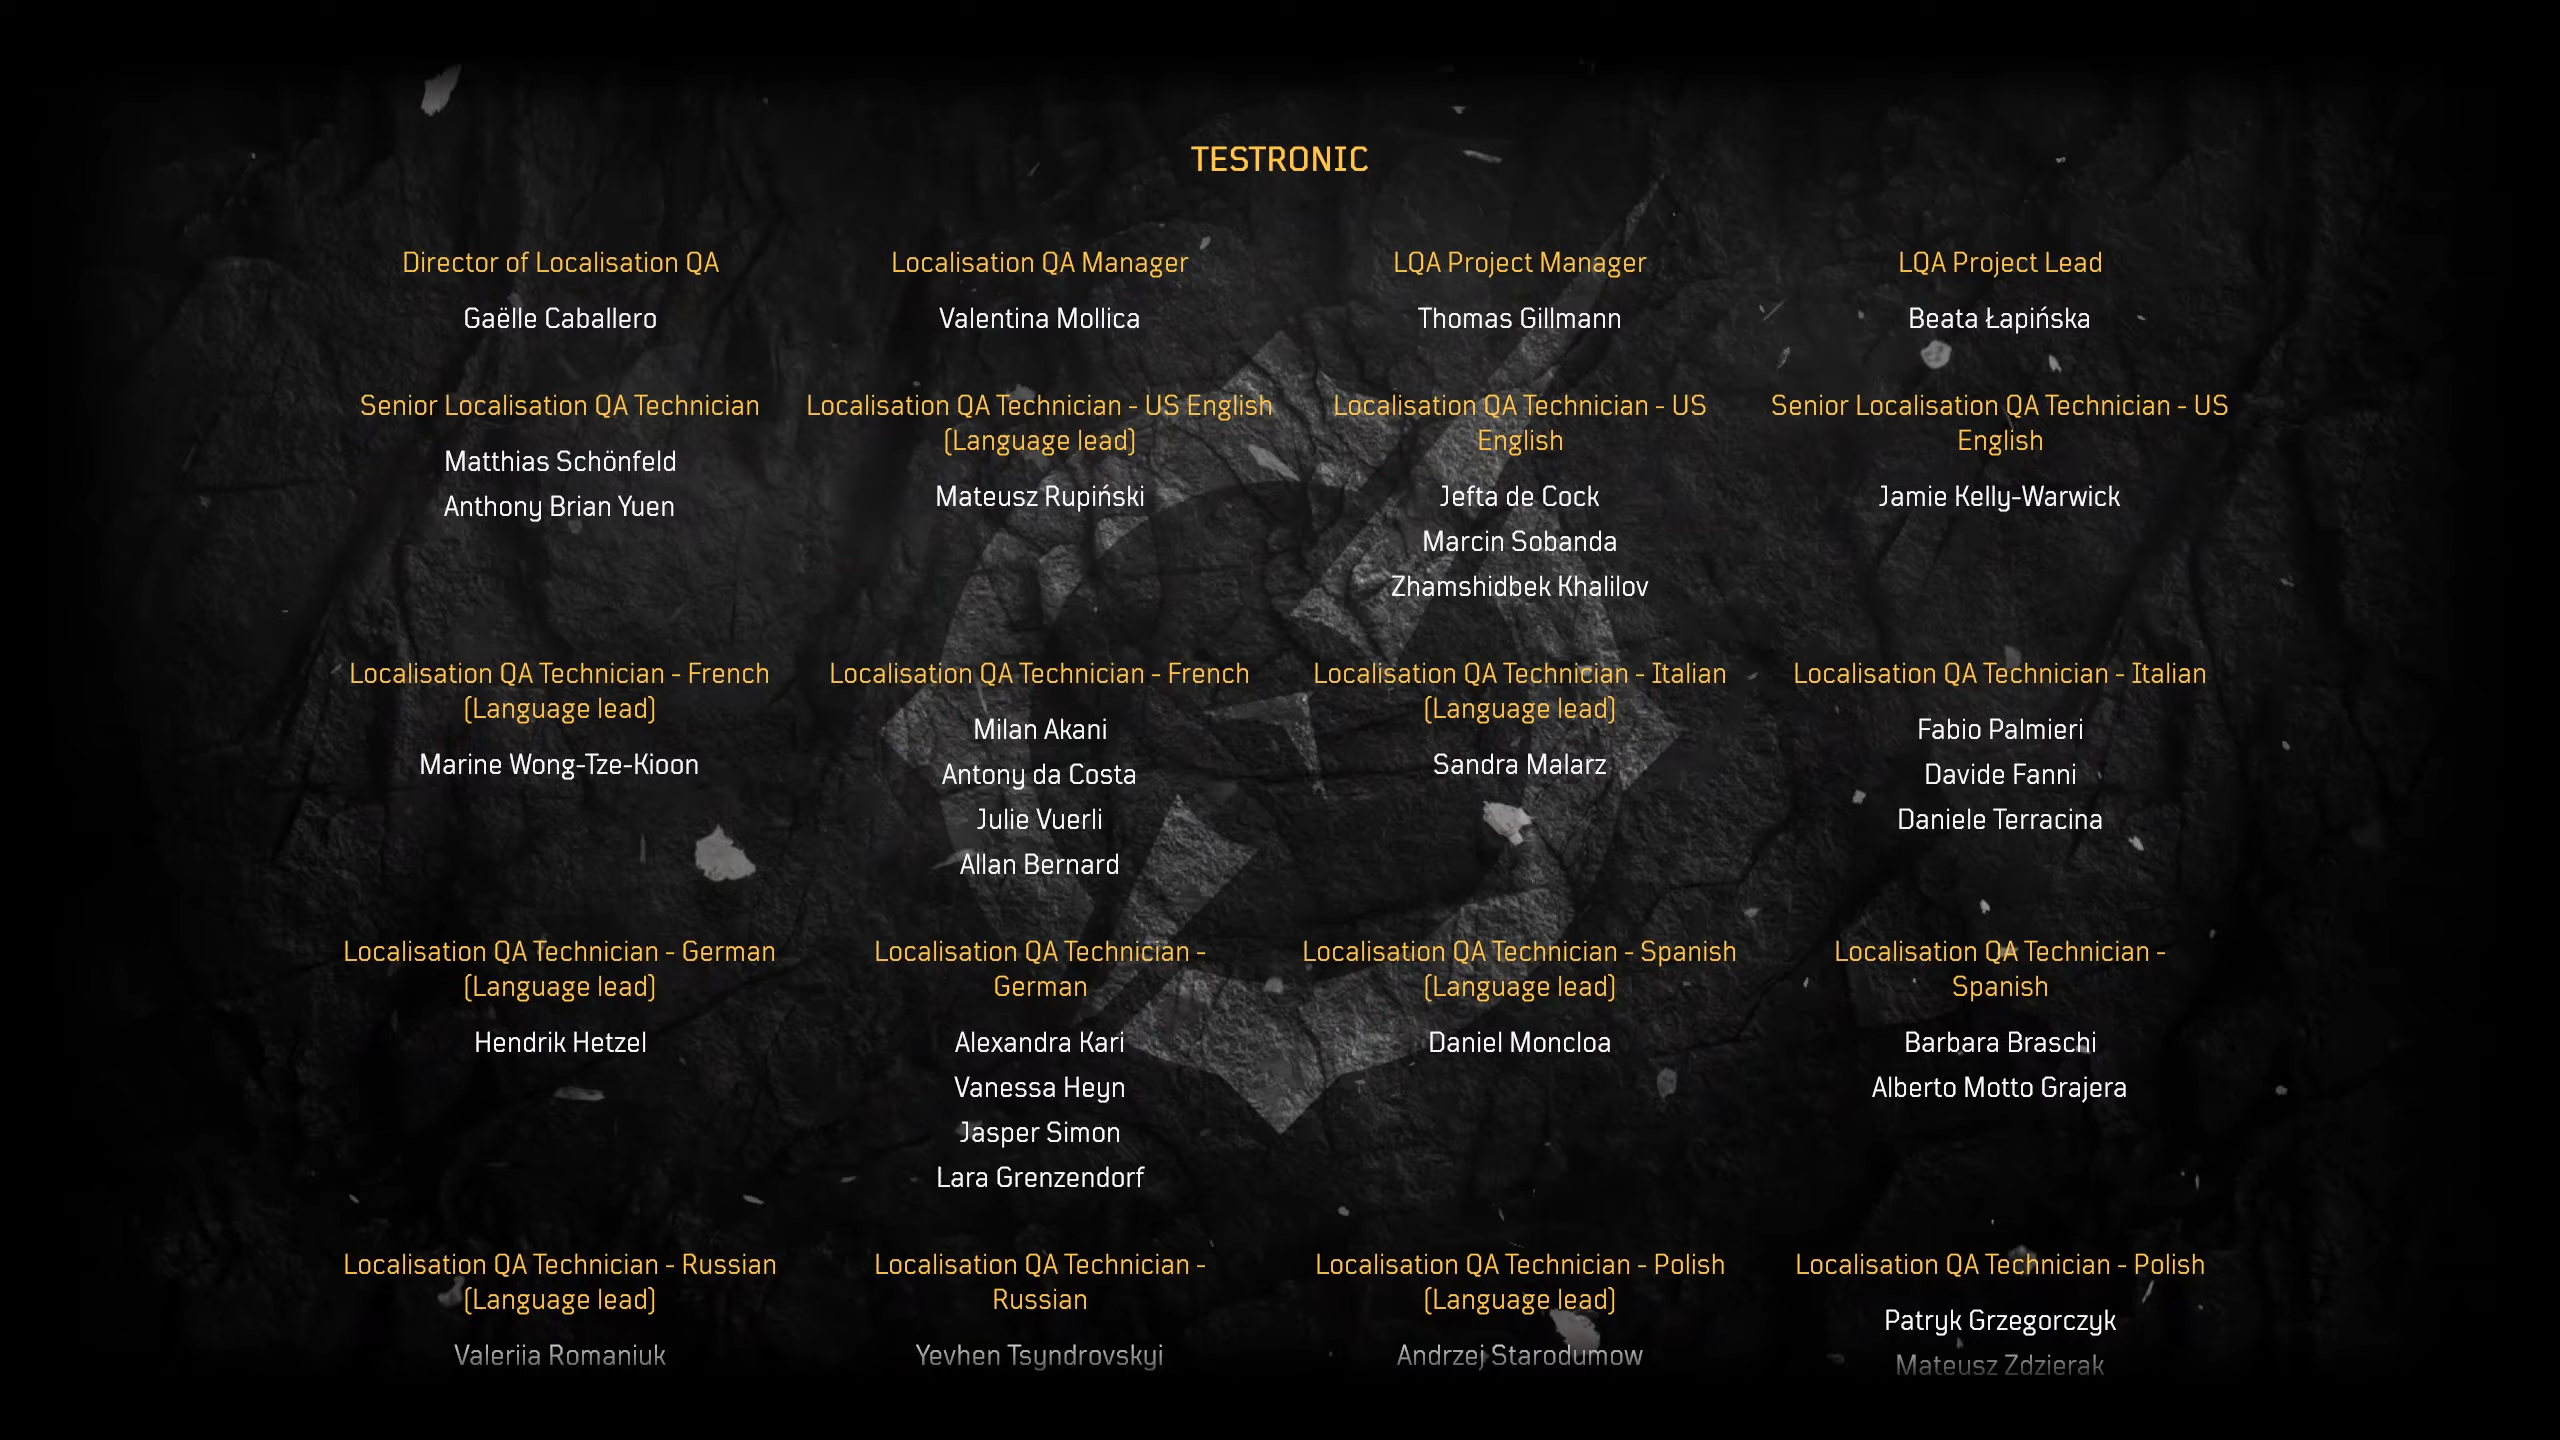 TESTRONIC
Director of Localisation QA
Gaëlle Caballero
Localisation QA Manager
Valentina Mollica
LQA Project Manager
Thomas Gillmann
LQA Project Lead
Beata Łapińska
Senior Localisation QA Technician
Matthias Schönfeld
Anthony Brian Yuen
Localisation QA Technician - US English
(Language lead)
Mateusz Rupiński
Localisation QA Technician - US
English
Jefta de Cock
Marcin Sobanda
Zhamshidbek Khalilov
Senior Localisation QA Technician - US
English
Jamie Kelly-Warwick
Localisation QA Technician - French
(Language lead)
Marine Wong-Tze-Kioon
Localisation QA Technician - French
Milan Akani
Antony da Costa
Julie Vuerli
Allan Bernard
Localisation QA Technician - Italian
(Language lead)
Sandra Malarz
Localisation QA Technician - Italian
Fabio Palmieri
Davide Fanni
Daniele Terracina
Localisation QA Technician - German
(Language lead)
Hendrik Hetzel
Localisation QA Technician -
German
Alexandra Kari
Vanessa Heyn
Jasper Simon
Lara Grenzendorf
Localisation QA Technician - Spanish
(Language lead)
Daniel Moncloa
Localisation QA Technician -
Spanish
Barbara Braschi
Alberto Motto Grajera
Localisation QA Technician - Russian
(Language lead)
Valeriia Romaniuk
Localisation QA Technician -
Russian
Yevhen Tsyndrovskyi
Localisation QA Technician - Polish
(Language lead)
Andrzej Starodumow
Localisation QA Technician - Polish
Patryk Grzegorczyk
Mateusz Zdzierak